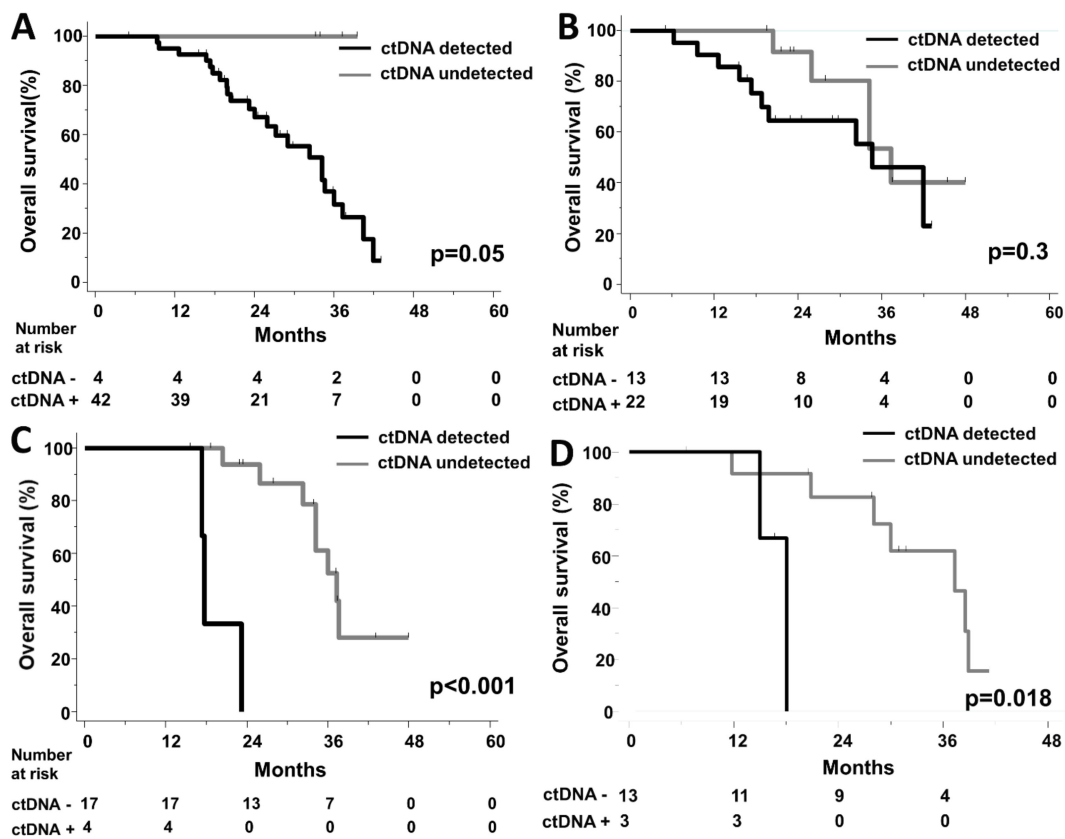 A
Overall survival(%)
100
80
60
40
20
0
ctDNA detected
ctDNA undetected
p=0.05
0 12 24 36 48 60
Months
Number
at risk
ctDNA - 4 4 4 2 0 0
ctDNA + 42 39 21 7 0 0
B
Overall survival (%)
100
80
60
40
20
0
ctDNA detected
ctDNA undetected
p=0.3
0 12 24 36 48 60
Months
Number
at risk
ctDNA - 13 13 8 4 0 0
ctDNA + 22 19 10 4 0 0
C
Overall survival (%)
100
80
60
40
20
0
ctDNA detected
ctDNA undetected
p<0.001
0 12 24 36 48 60
Months
Number
at risk
ctDNA - 17 17 13 7 0 0
ctDNA + 4 4 0 0 0 0
D
Overall survival (%)
100
80
60
40
20
0
ctDNA detected
ctDNA undetected
p=0.018
0 12 24 36 48
Months
ctDNA - 13 11 9 4
ctDNA + 3 3 0 0